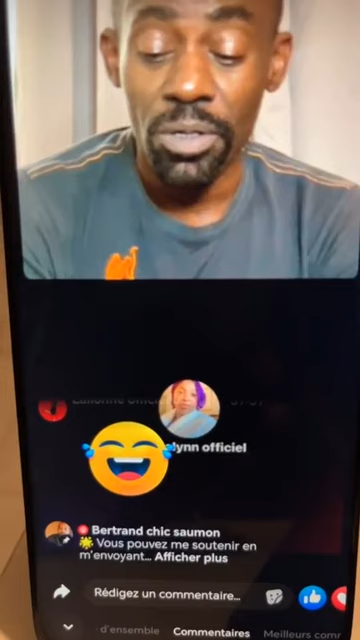 lynn officiel
Bertrand chic saumon
🌟 Vous pouvez me soutenir en
m'envoyant... Afficher plus
Rédigez un commentaire...
d'ensemble Commentaires Meilleurs comm